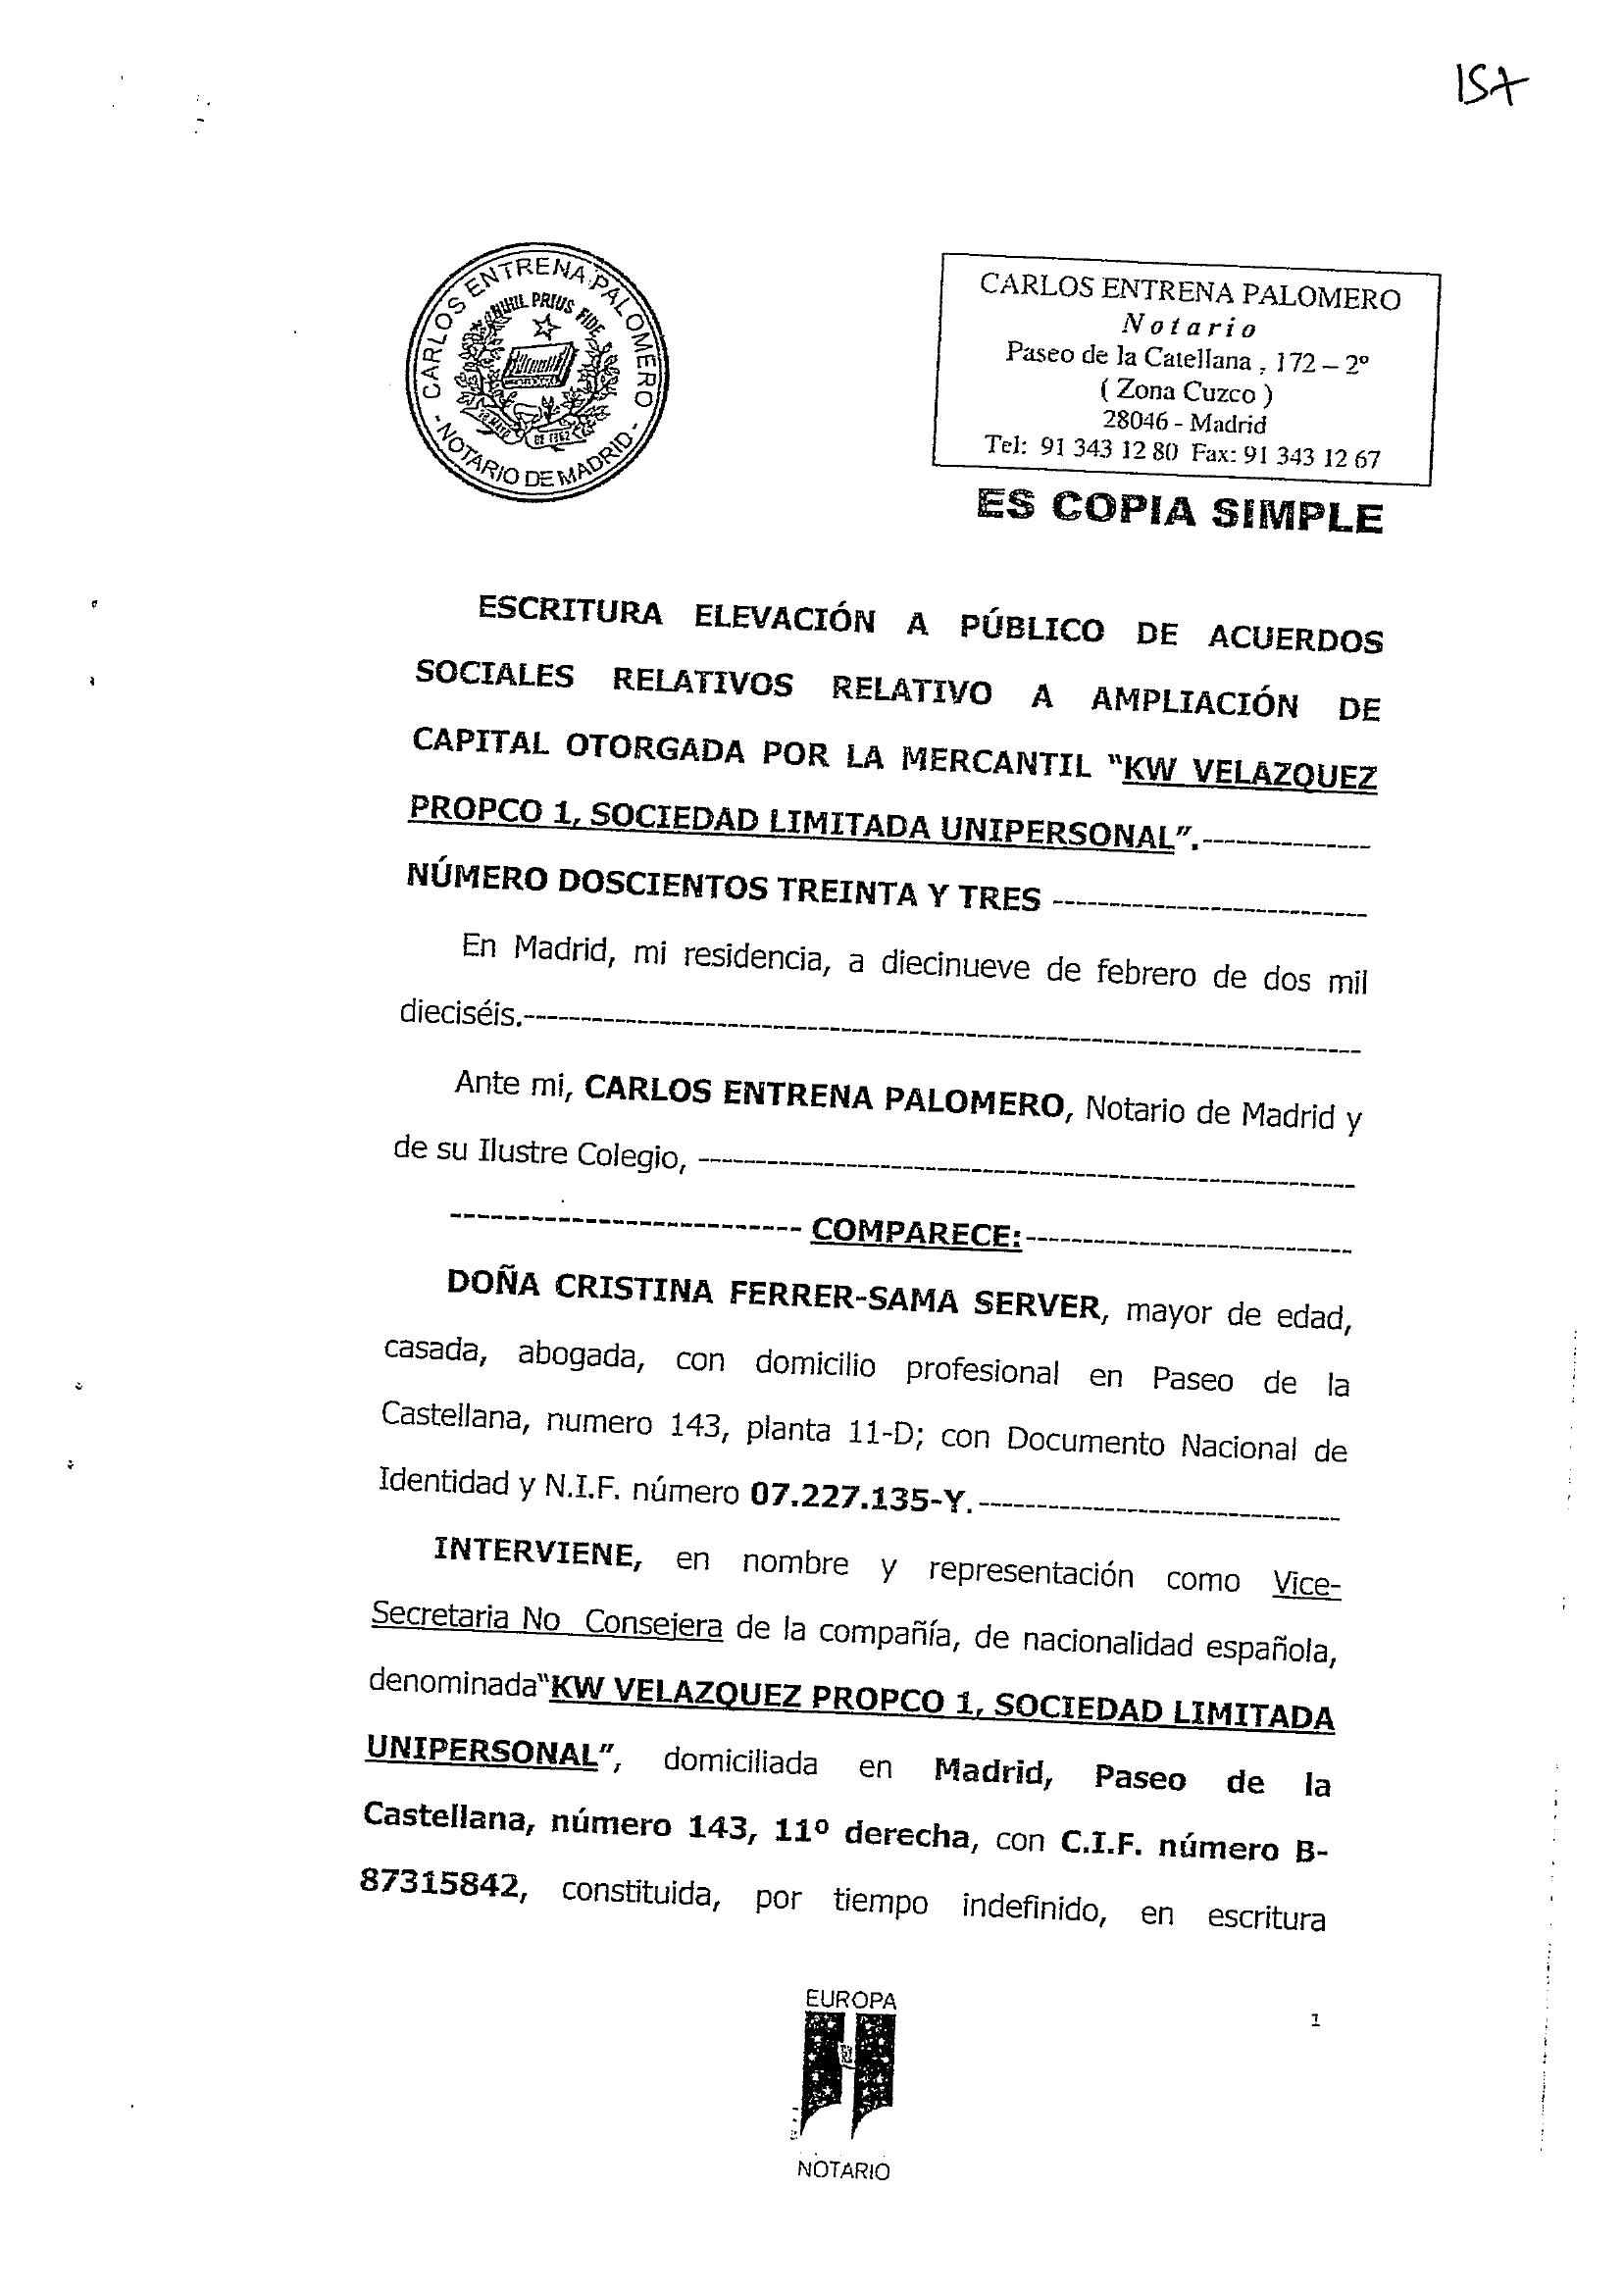 IST
CARLOS ENTRENA PALOMERO
- NOTARIO DE MADRID -
NIHIL PRIUS FIDE
DE 1862
CARLOS ENTRENA PALOMERO
Notario
Paseo de la Catellana , 172 – 2º
( Zona Cuzco )
28046 - Madrid
Tel: 91 343 12 80 Fax: 91 343 12 67
ES COPIA SIMPLE
ESCRITURA ELEVACIÓN A PÚBLICO DE ACUERDOS
SOCIALES RELATIVOS RELATIVO A AMPLIACIÓN DE
CAPITAL OTORGADA POR LA MERCANTIL "KW VELAZQUEZ
PROPCO 1, SOCIEDAD LIMITADA UNIPERSONAL".---------------
NÚMERO DOSCIENTOS TREINTA Y TRES ----------------------------
En Madrid, mi residencia, a diecinueve de febrero de dos mil
dieciséis.---------------------------------------------------------------------------
Ante mi, CARLOS ENTRENA PALOMERO, Notario de Madrid y
de su Ilustre Colegio, -----------------------------------------------------------
-------------------------- COMPARECE:-----------------------------
DOÑA CRISTINA FERRER-SAMA SERVER, mayor de edad,
casada, abogada, con domicilio profesional en Paseo de la
Castellana, numero 143, planta 11-D; con Documento Nacional de
Identidad y N.I.F. número 07.227.135-Y.--------------------------------
INTERVIENE, en nombre y representación como Vice-
Secretaria No Consejera de la compañía, de nacionalidad española,
denominada"KW VELAZQUEZ PROPCO 1, SOCIEDAD LIMITADA
UNIPERSONAL", domiciliada en Madrid, Paseo de la
Castellana, número 143, 11º derecha, con C.I.F. número B-
87315842, constituida, por tiempo indefinido, en escritura
EUROPA
NOTARIO
1